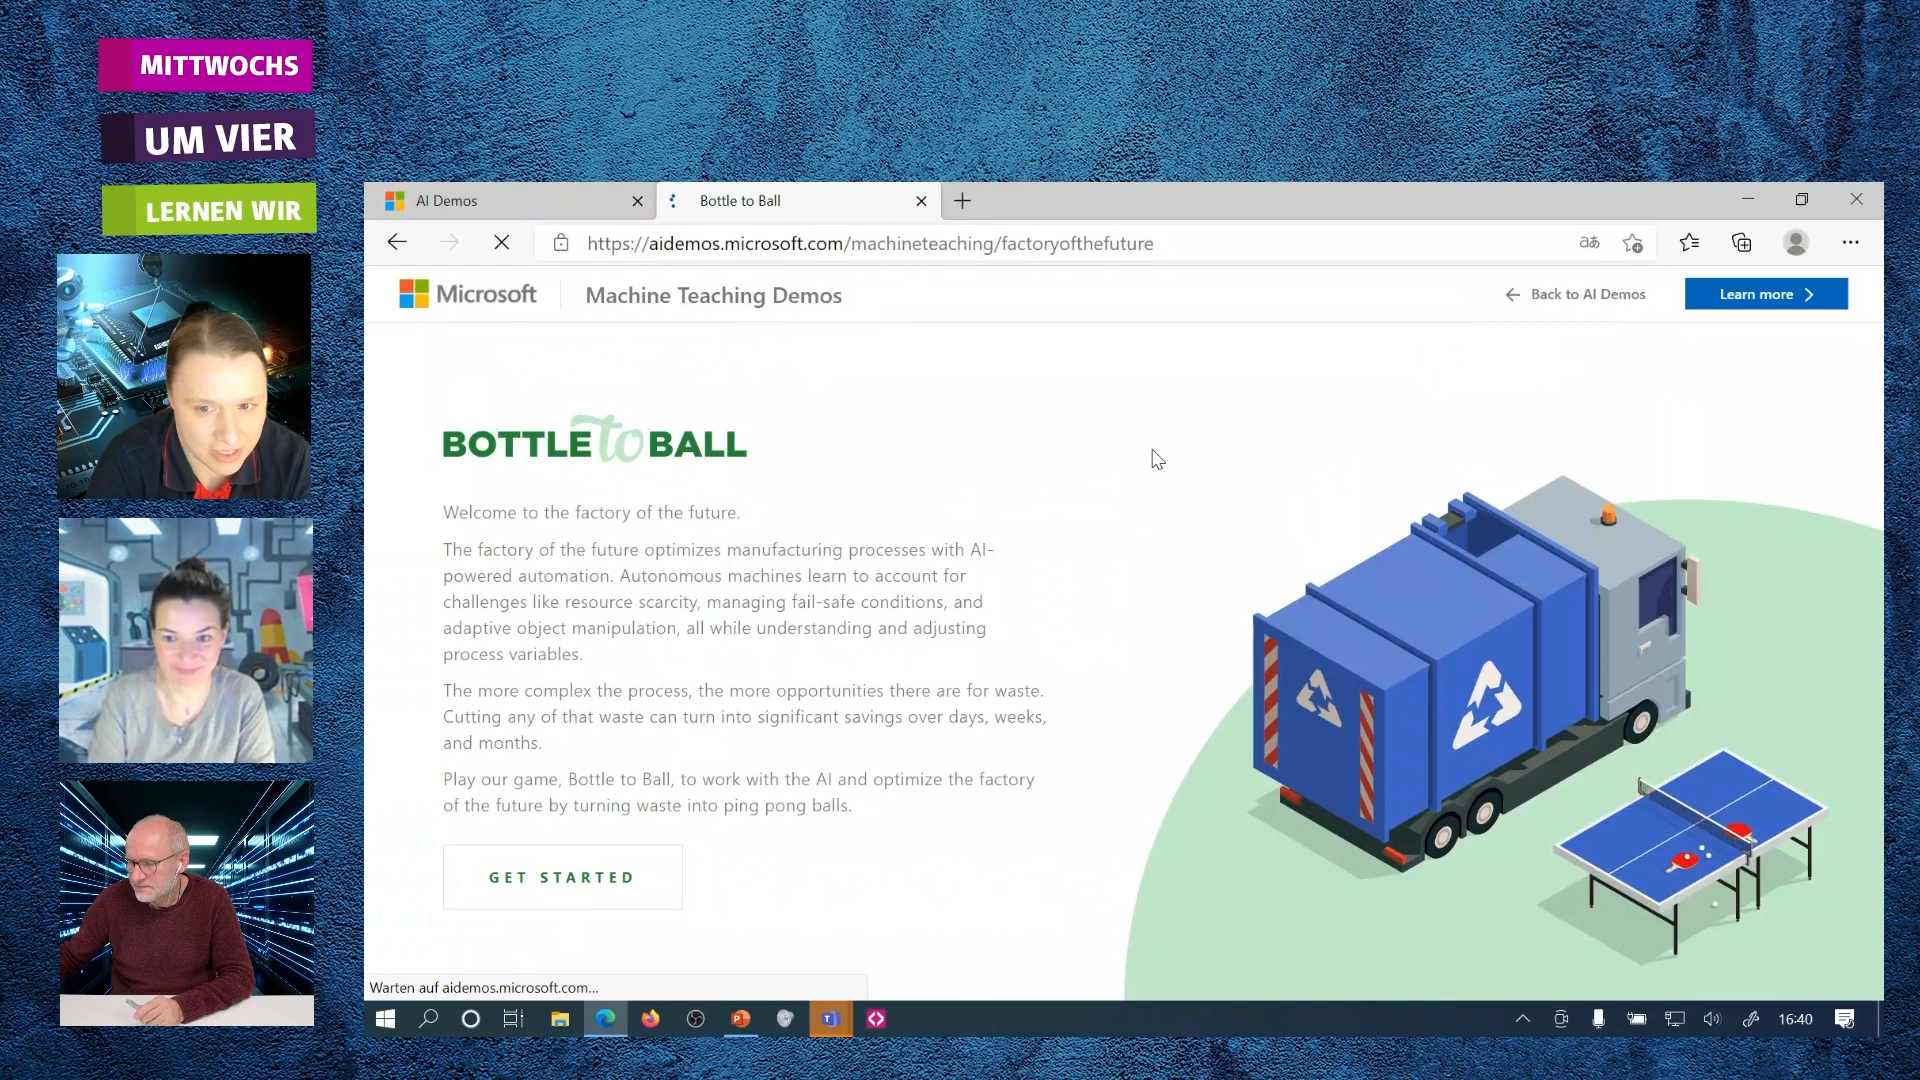 MITTWOCHS
UM VIER
LERNEN WIR
AI Demos
Bottle to Ball
https://aidemos.microsoft.com/machineteaching/factoryofthefuture
aあ
Microsoft
Machine Teaching Demos
Back to AI Demos
Learn more
BOTTLE to BALL
Welcome to the factory of the future.
The factory of the future optimizes manufacturing processes with AI-
powered automation. Autonomous machines learn to account for
challenges like resource scarcity, managing fail-safe conditions, and
adaptive object manipulation, all while understanding and adjusting
process variables.
The more complex the process, the more opportunities there are for waste.
Cutting any of that waste can turn into significant savings over days, weeks,
and months.
Play our game, Bottle to Ball, to work with the AI and optimize the factory
of the future by turning waste into ping pong balls.
GET STARTED
Warten auf aidemos.microsoft.com...
16:40